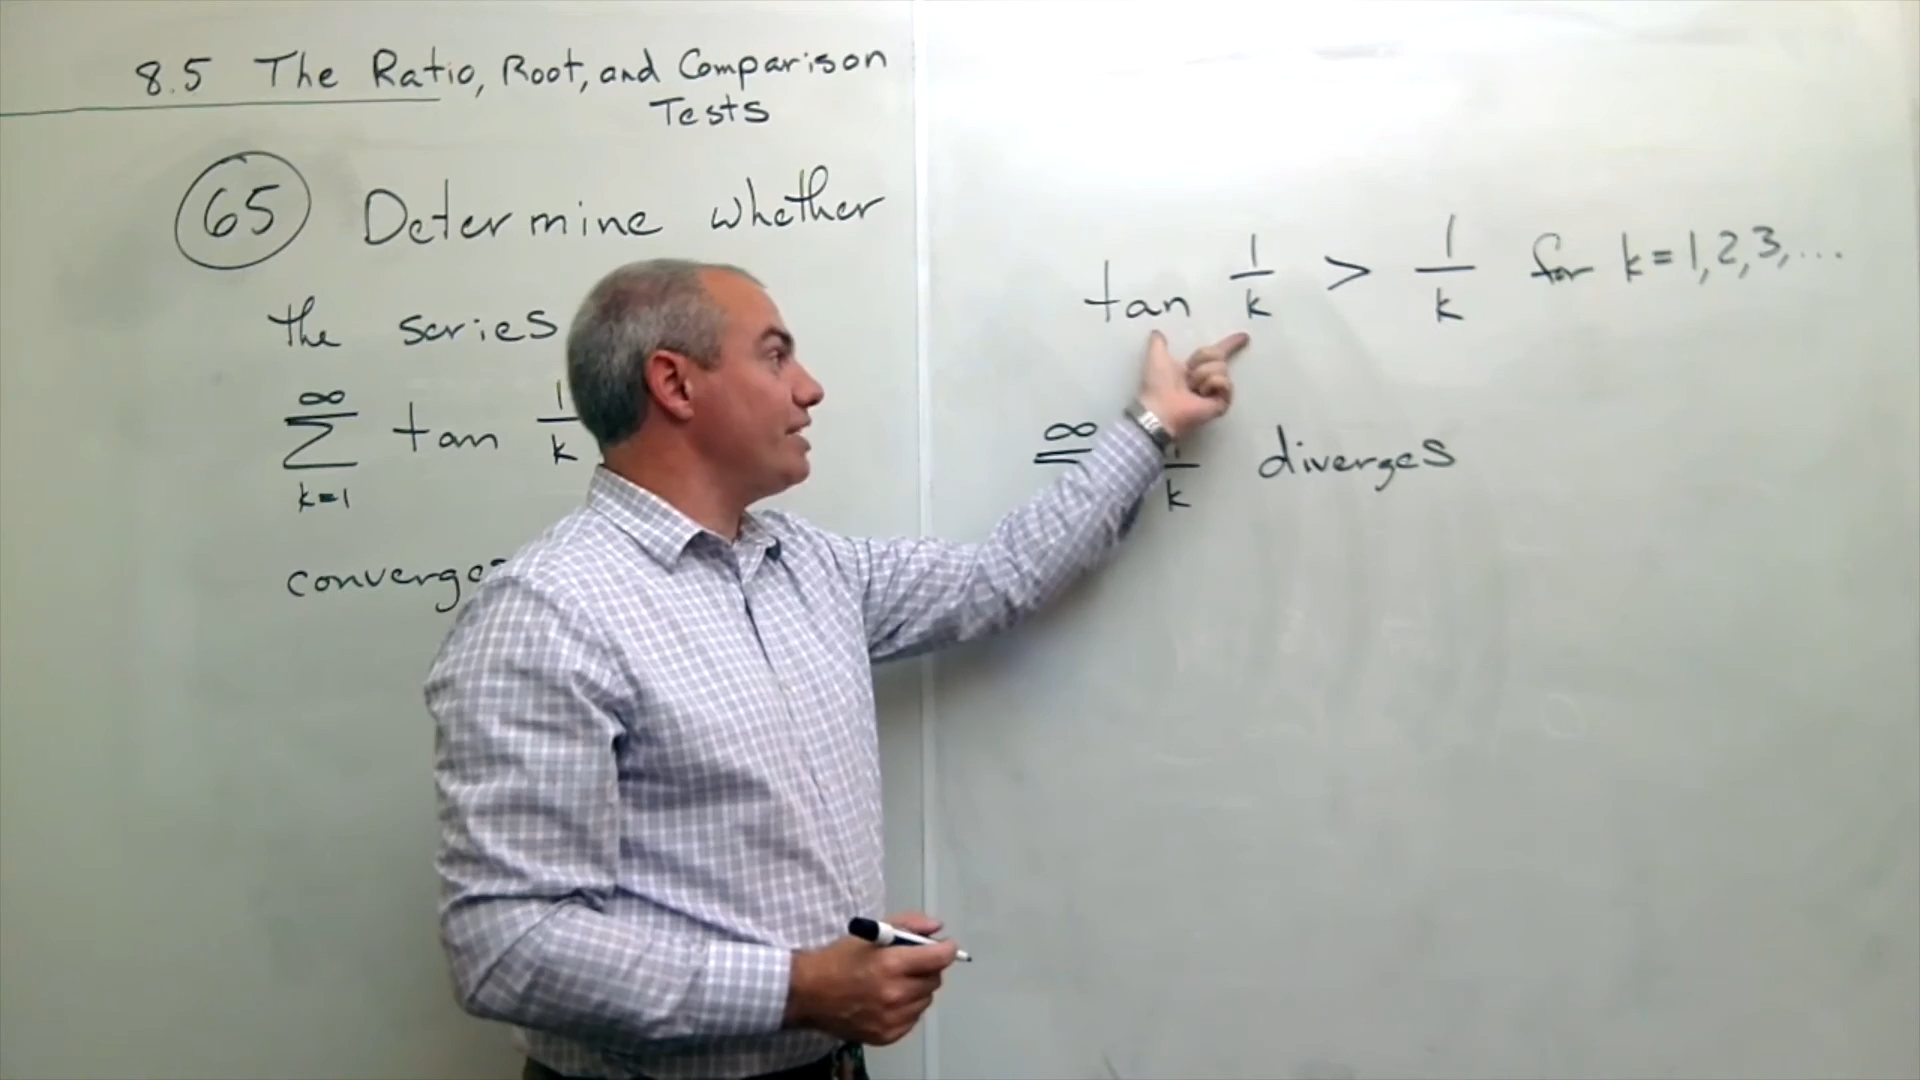 8.5 The Ratio, Root, and Comparison
Tests
65 Determine whether
the series
∞
Σ tan 1/k
k=1
converges
tan 1/k > 1/k for k=1,2,3,...
∞
1/k diverges